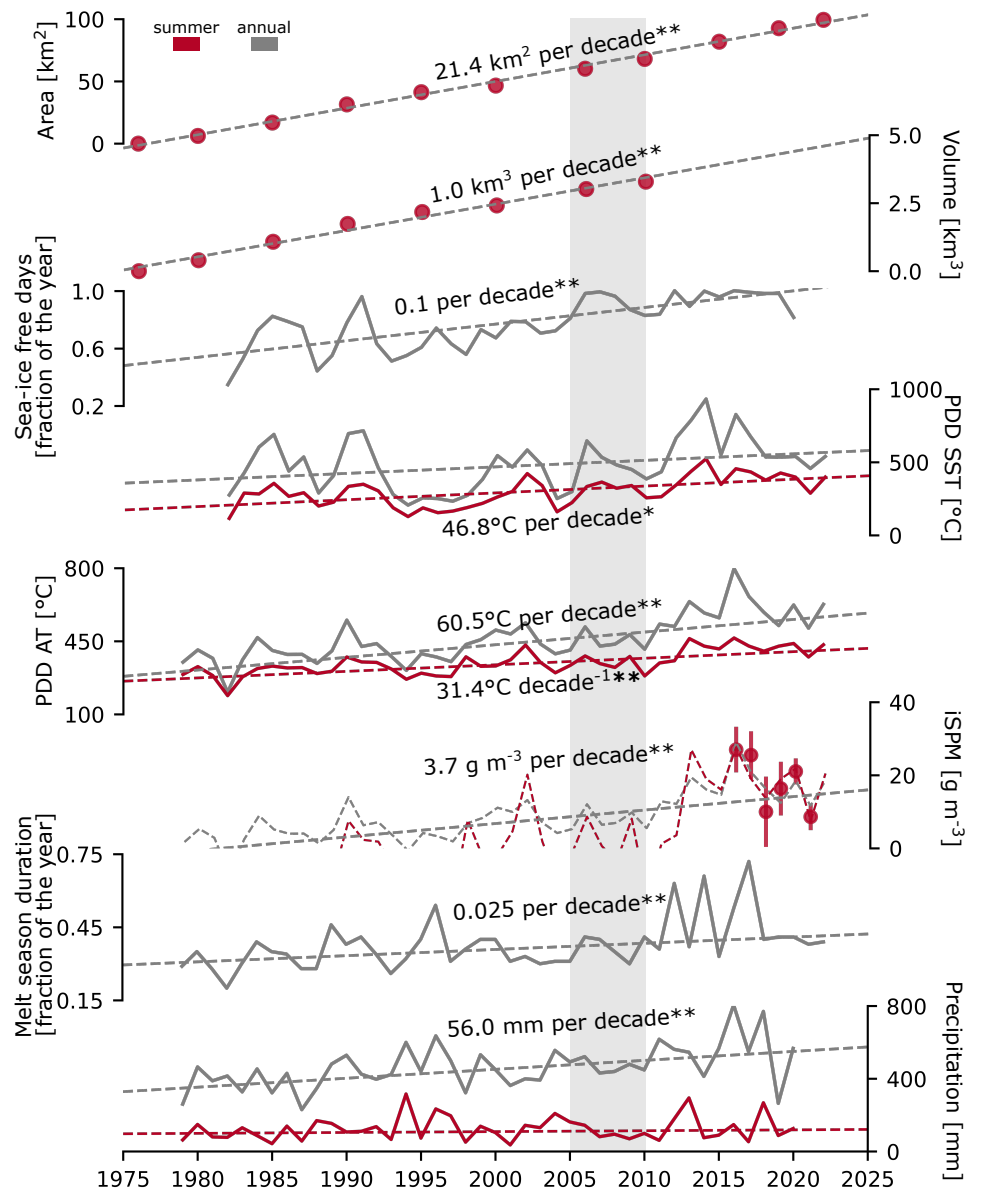 summer annual
100
50
0
Area [km²]
21.4 km² per decade**
5.0
2.5
0.0
Volume [km³]
1.0 km³ per decade**
1.0
0.6
0.2
Sea-ice free days
[fraction of the year]
0.1 per decade**
1000
500
0
PDD SST [°C]
46.8°C per decade*
800
450
100
PDD AT [°C]
60.5°C per decade**
31.4°C decade⁻¹**
40
20
0
iSPM [g m⁻³]
3.7 g m⁻³ per decade**
0.75
0.45
0.15
Melt season duration
[fraction of the year]
0.025 per decade**
800
400
0
Precipitation [mm]
56.0 mm per decade**
1975 1980 1985 1990 1995 2000 2005 2010 2015 2020 2025